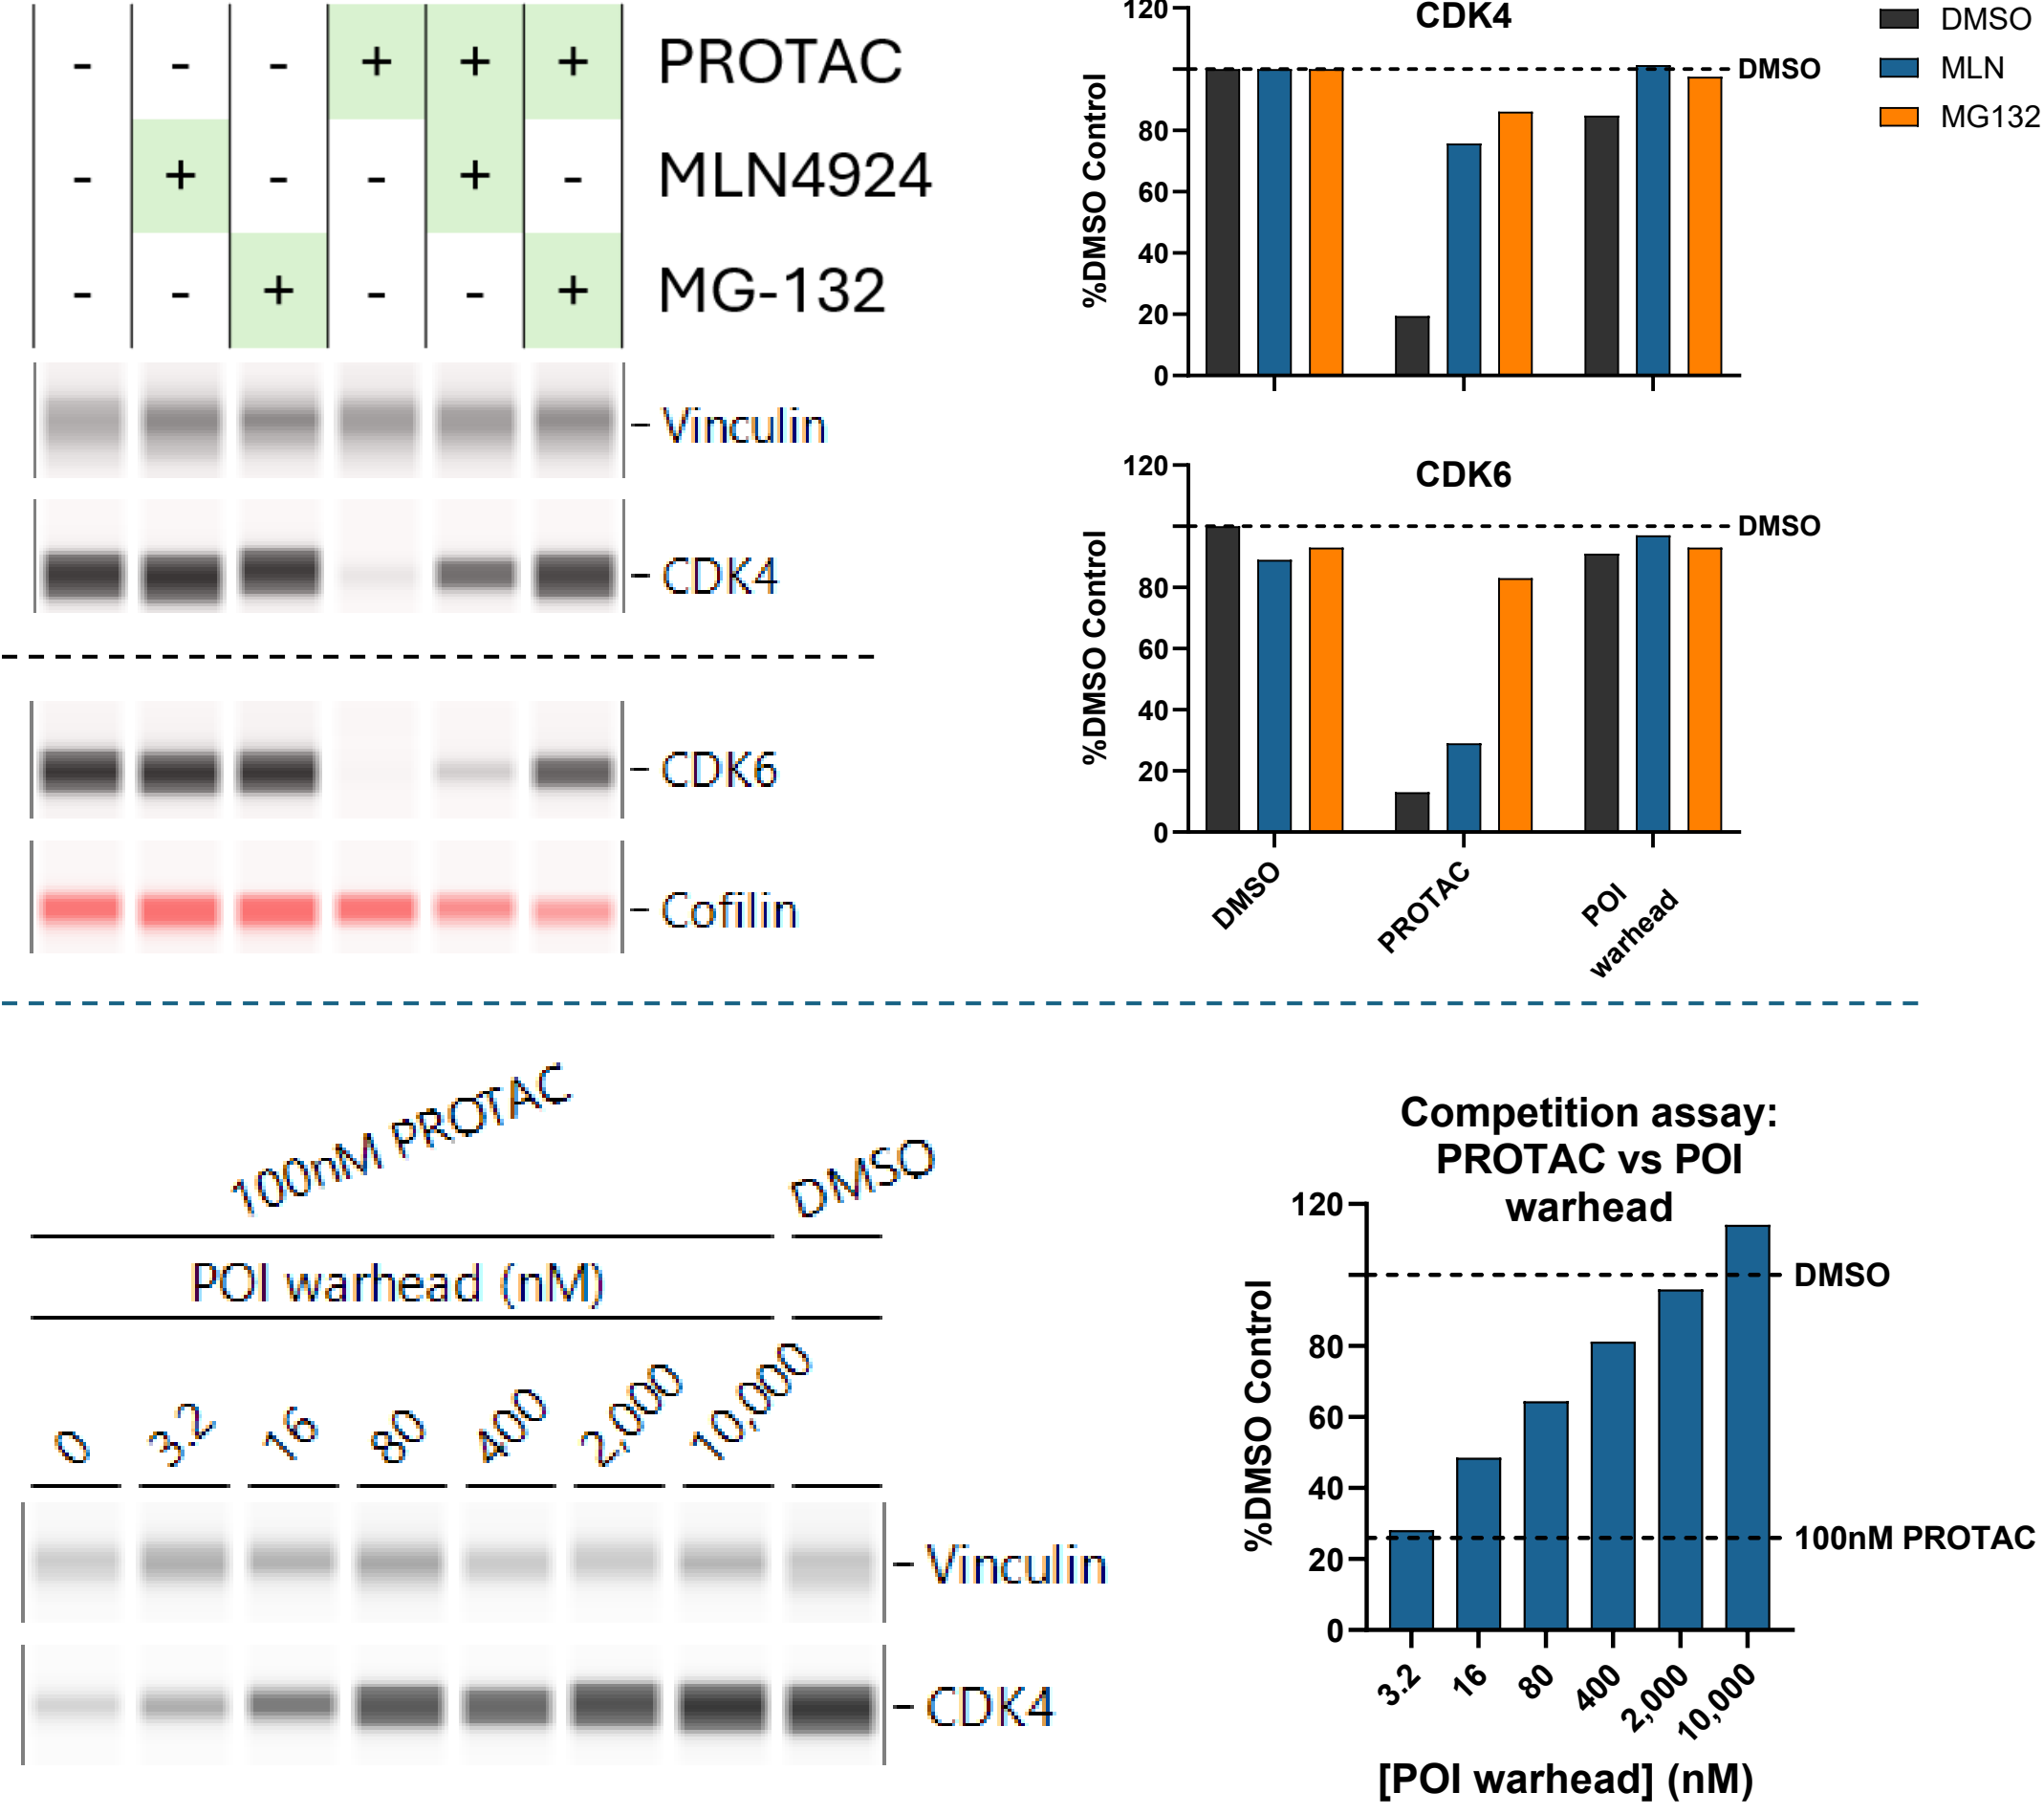 - - - + + + PROTAC
- + - - + - MLN4924
- - + - - + MG-132
Vinculin
CDK4
CDK6
Cofilin
CDK4
DMSO
MLN
MG132
%DMSO Control
120
80
60
40
20
0
DMSO
CDK6
%DMSO Control
120
80
60
40
20
0
DMSO
DMSO
PROTAC
POI
warhead
100nM PROTAC
DMSO
POI warhead (nM)
0 3.2 16 80 400 2,000 10,000
Vinculin
CDK4
Competition assay:
PROTAC vs POI
warhead
%DMSO Control
120
80
60
40
20
0
DMSO
100nM PROTAC
3.2 16 80 400 2,000 10,000
[POI warhead] (nM)